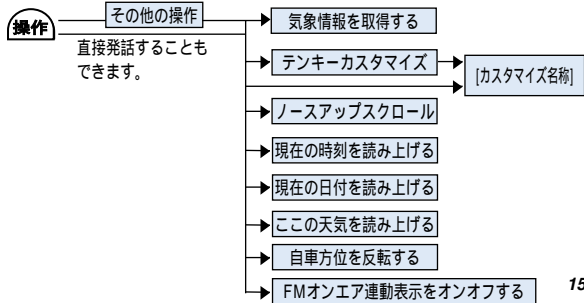 操作
その他の操作
直接発話することも
できます。
気象情報を取得する
テンキーカスタマイズ
[カスタマイズ名称]
ノースアップスクロール
現在の時刻を読み上げる
現在の日付を読み上げる
ここの天気を読み上げる
自車方位を反転する
FMオンエア連動表示をオンオフする
15